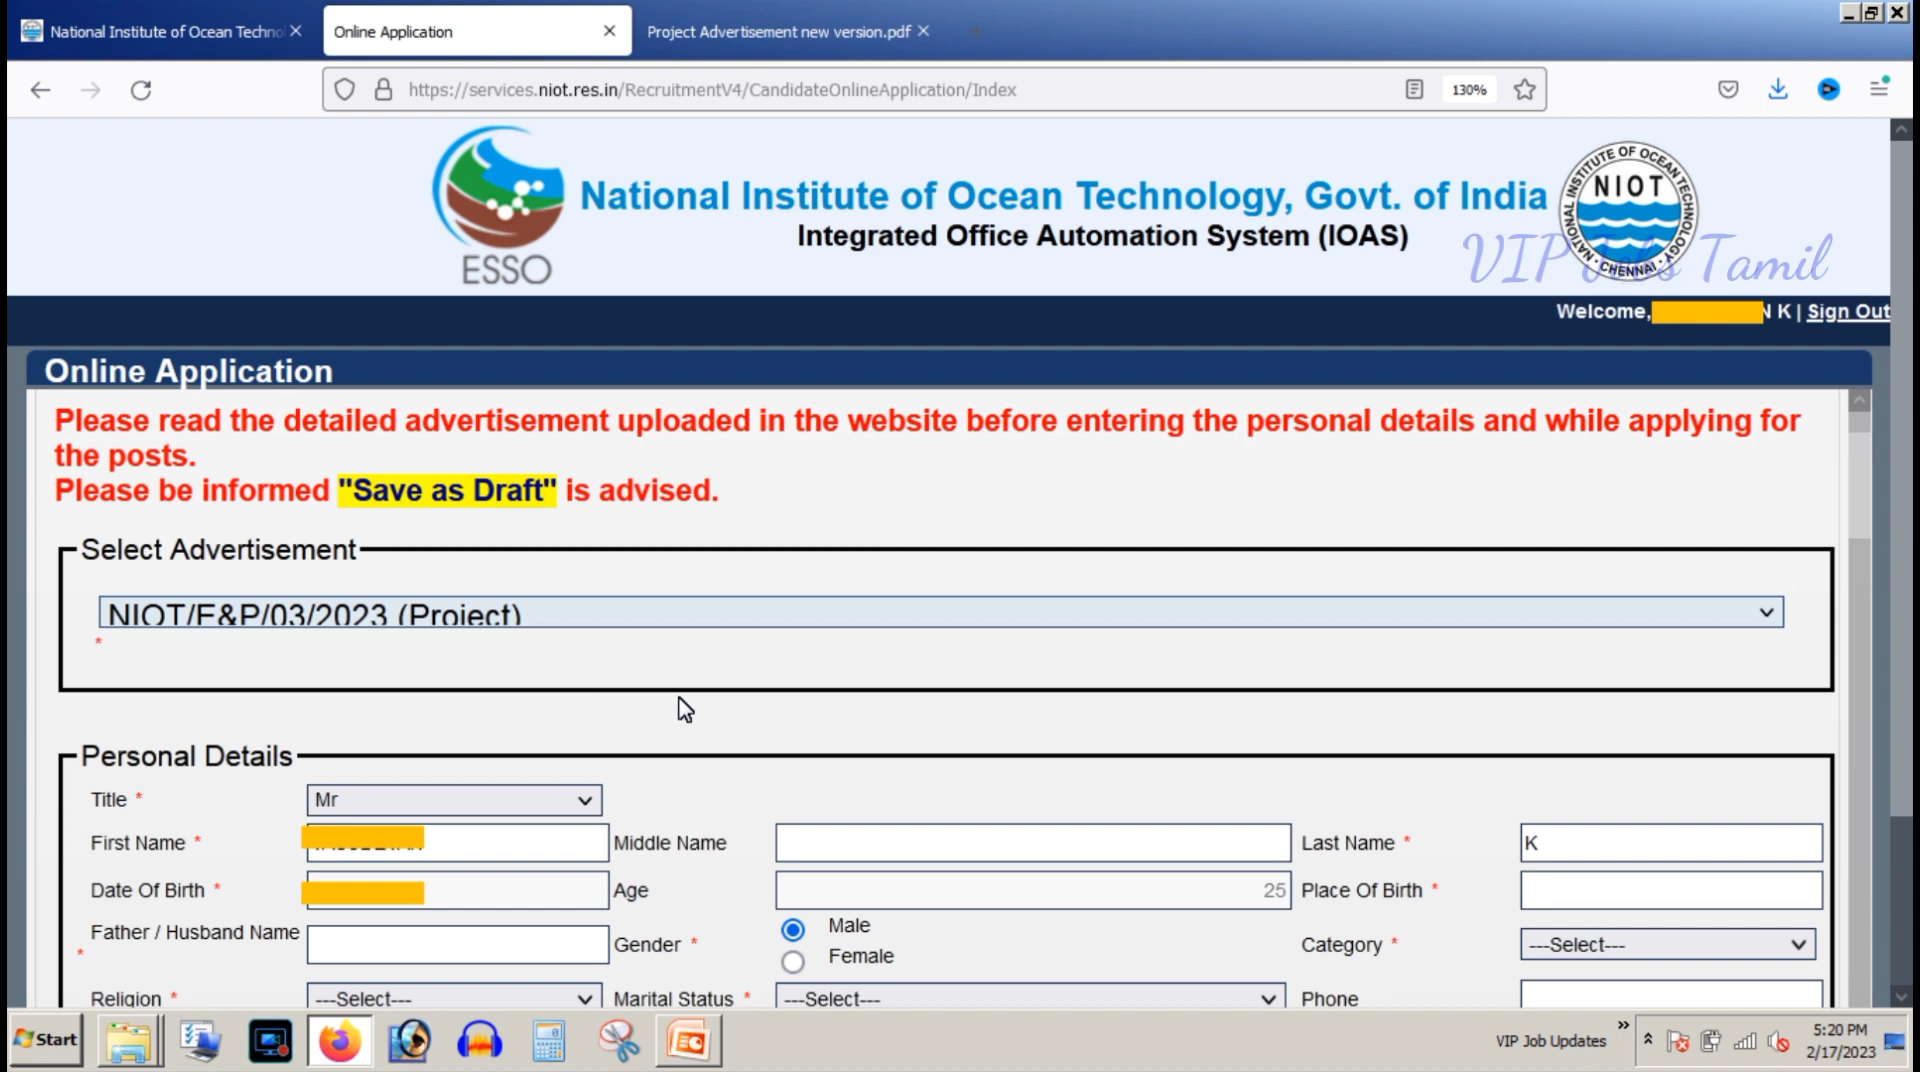 National Institute of Ocean Techno
Online Application
Project Advertisement new version.pdf
https://services.niot.res.in/RecruitmentV4/CandidateOnlineApplication/Index
130%
ESSO
National Institute of Ocean Technology, Govt. of India
Integrated Office Automation System (IOAS)
NATIONAL INSTITUTE OF OCEAN TECHNOLOGY
NIOT
CHENNAI
VIP Jobs Tamil
Welcome, N K | Sign Out
Online Application
Please read the detailed advertisement uploaded in the website before entering the personal details and while applying for
the posts.
Please be informed "Save as Draft" is advised.
Select Advertisement
NIOT/E&P/03/2023 (Project)
*
Personal Details
Title * Mr
First Name * Middle Name Last Name * K
Date Of Birth * Age 25 Place Of Birth *
Father / Husband Name * Gender * Male Female Category * ---Select---
Religion * ---Select--- Marital Status * ---Select--- Phone
Start
VIP Job Updates
5:20 PM
2/17/2023